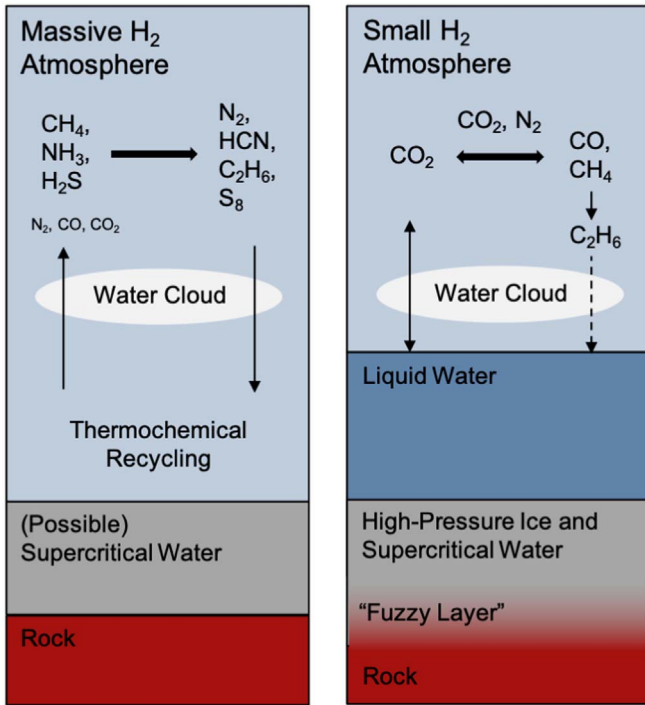 Massive H₂
Atmosphere
CH₄,
NH₃,
H₂S
N₂,
HCN,
C₂H₆,
S₈
N₂, CO, CO₂
Water Cloud
Thermochemical
Recycling
(Possible)
Supercritical Water
Rock
Small H₂
Atmosphere
CO₂, N₂
CO₂
CO,
CH₄
C₂H₆
Water Cloud
Liquid Water
High-Pressure Ice and
Supercritical Water
“Fuzzy Layer”
Rock